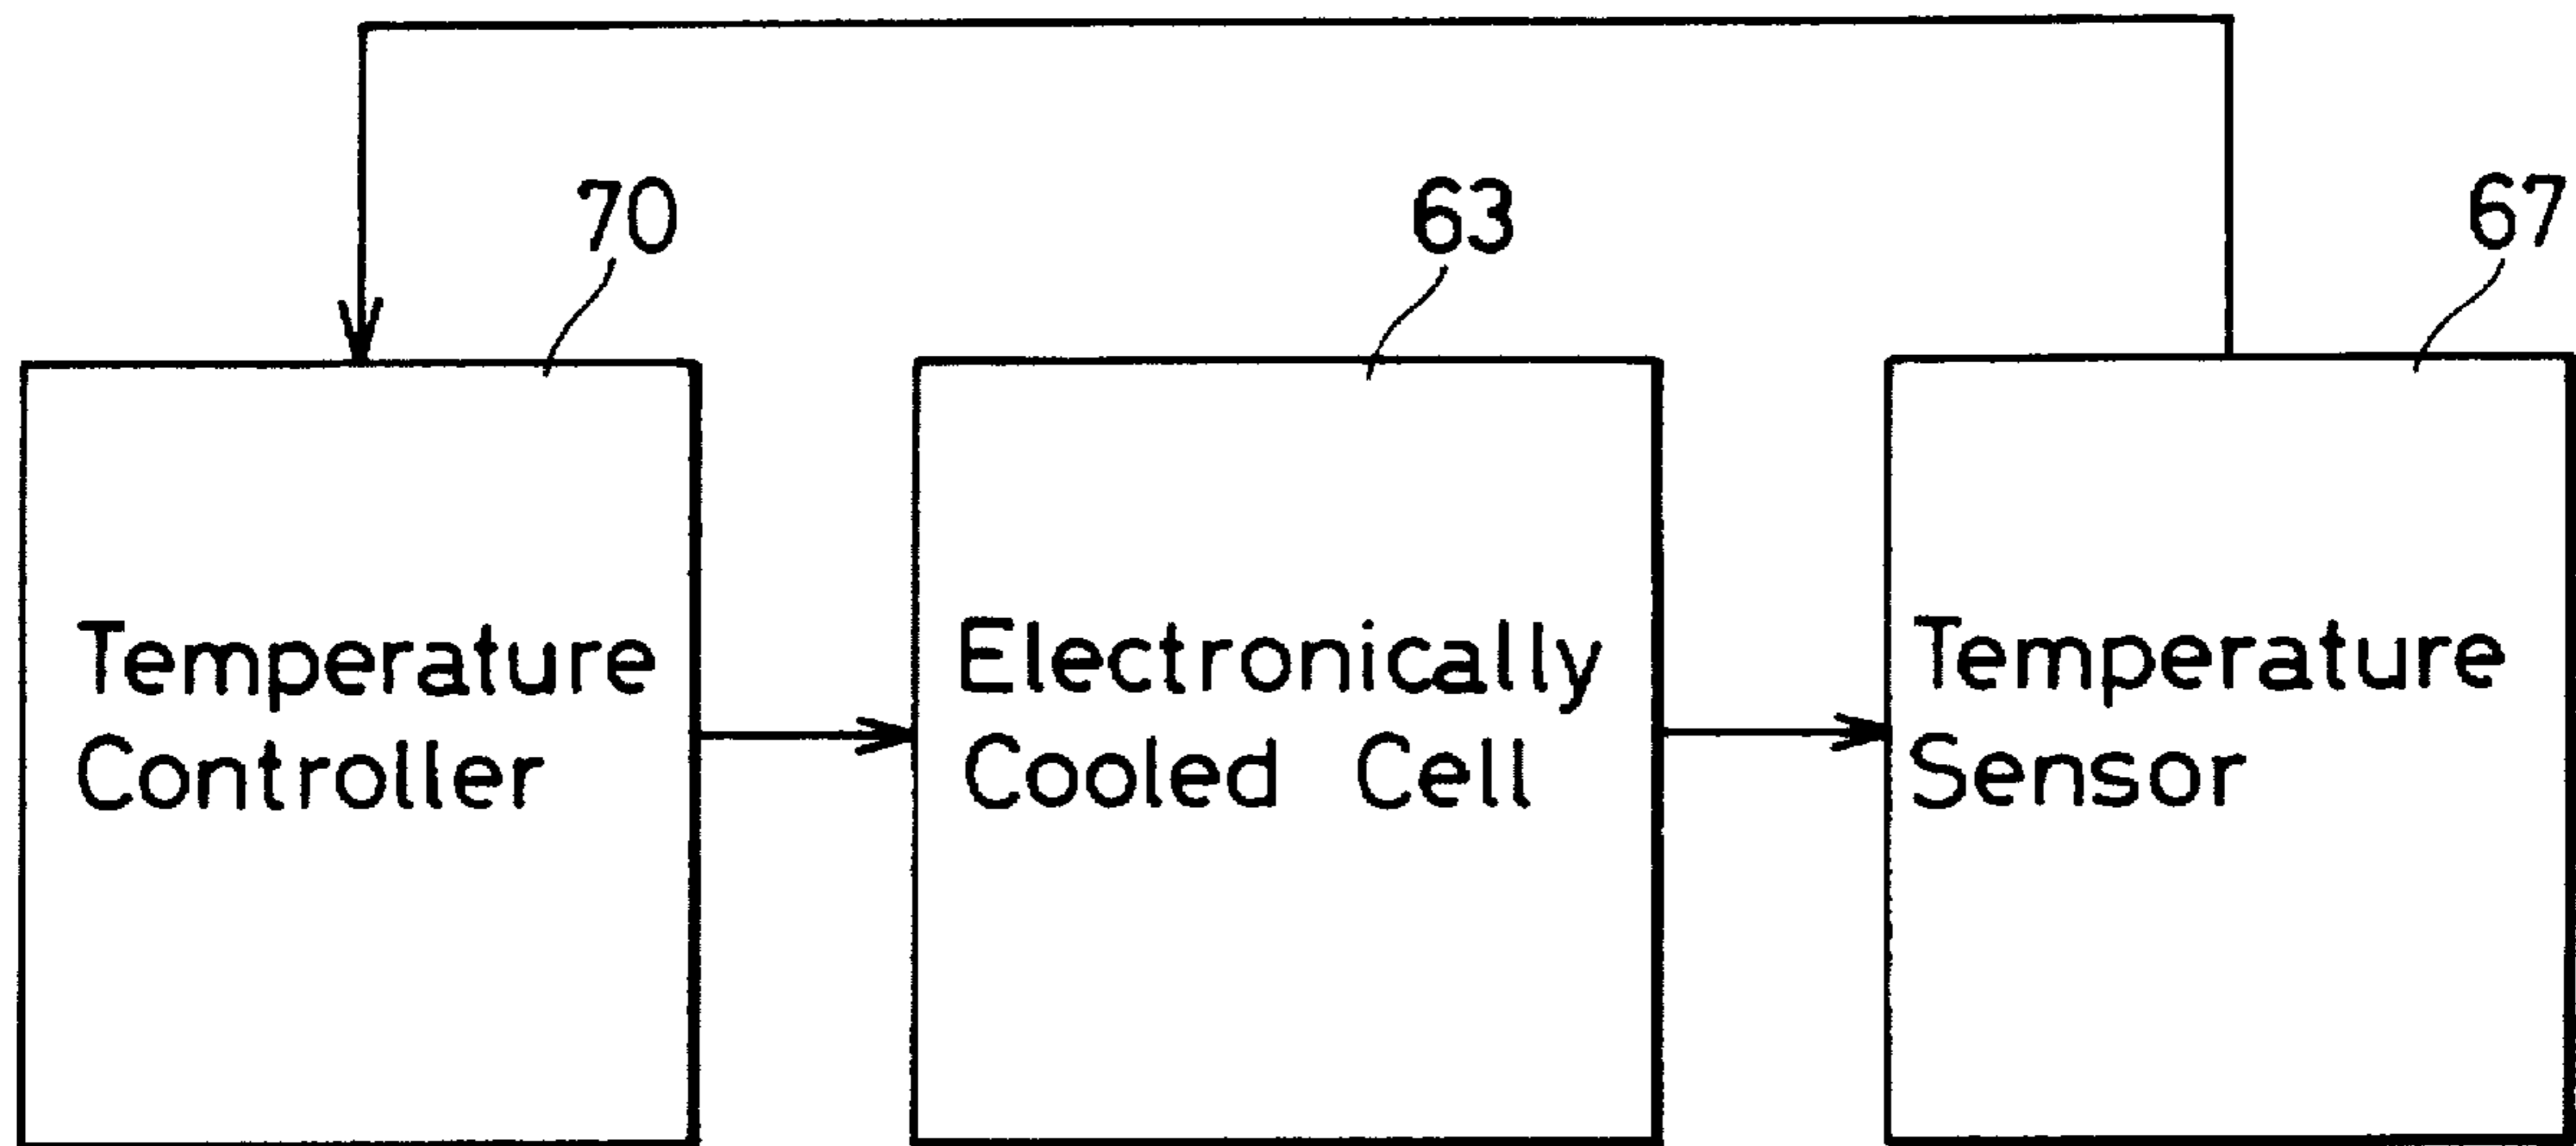 70
63
67
Temperature
Controller
Electronically
Cooled Cell
Temperature
Sensor